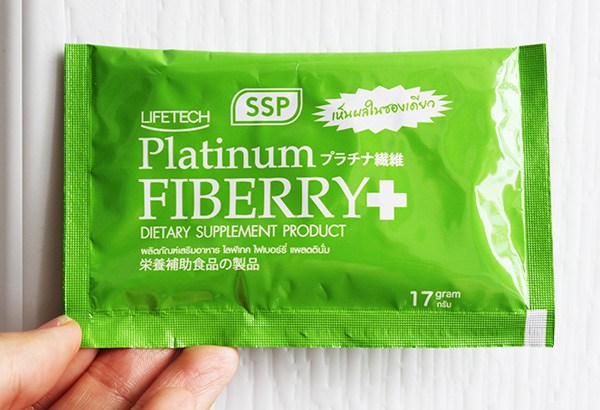 LIFETECH
SSP
เห็นผลในซองเดียว
Platinum プラチナ繊維
FIBERRY+
DIETARY SUPPLEMENT PRODUCT
ผลิตภัณฑ์เสริมอาหาร ไลฟ์เทค ไฟเบอร์รี่ แพลตตินั่ม
栄養補助食品の製品
17 gram
กรัม